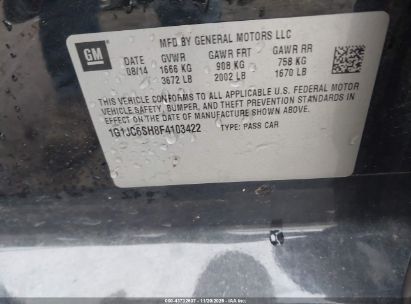 GM
MFD BY GENERAL MOTORS LLC
DATE GVWR GAWR FRT GAWR RR
08/14 1666 KG 908 KG 758 KG
3672 LB 2002 LB 1670 LB
THIS VEHICLE CONFORMS TO ALL APPLICABLE U.S. FEDERAL MOTOR
VEHICLE SAFETY, BUMPER, AND THEFT PREVENTION STANDARDS IN
EFFECT ON THE DATE OF MANUFACTURE SHOWN ABOVE.
1G1JC6SH8F4103422 TYPE: PASS CAR